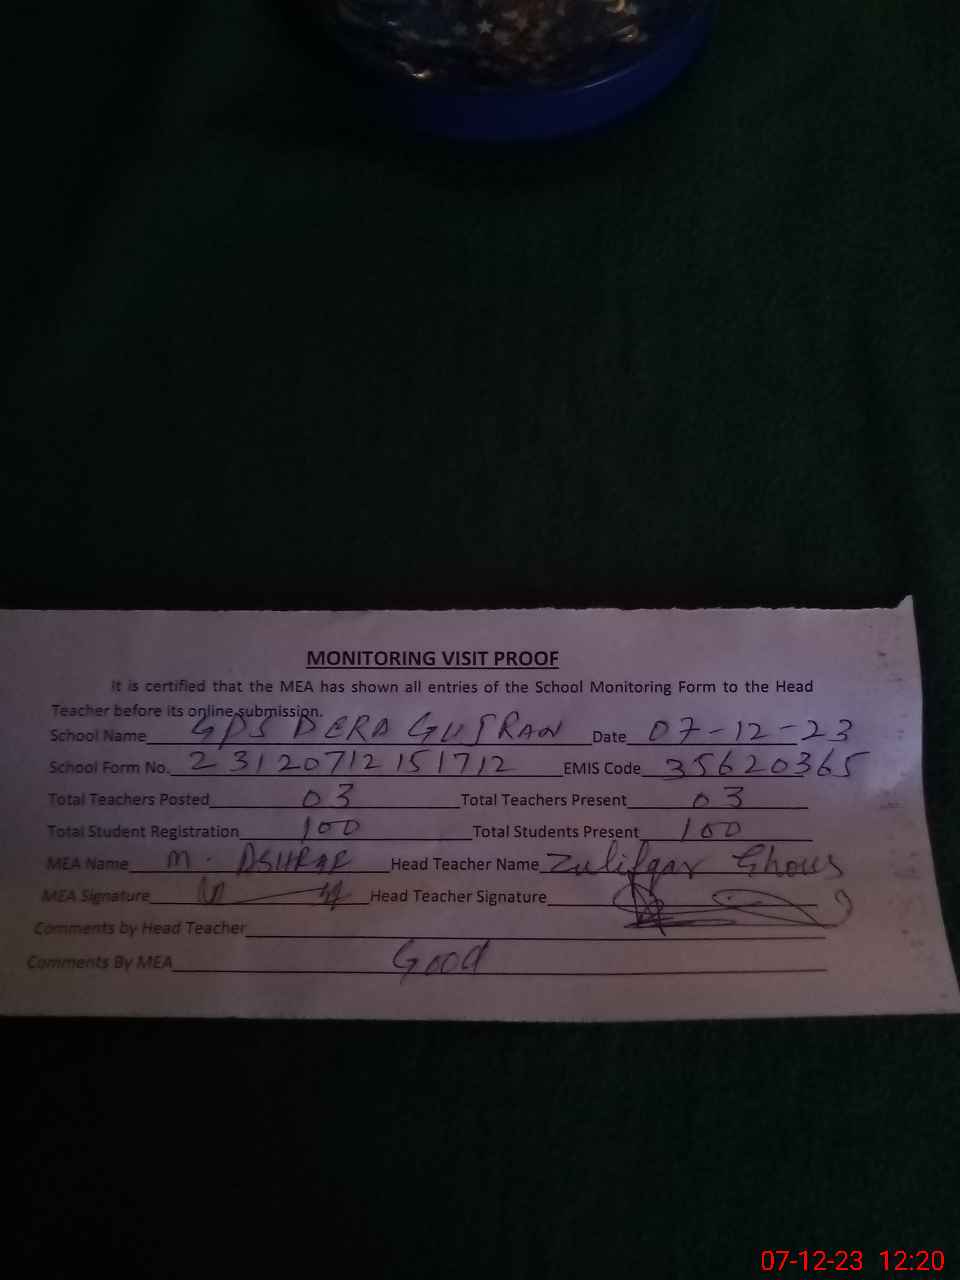 MONITORING VISIT PROOF
It is certified that the MEA has shown all entries of the School Monitoring Form to the Head
Teacher before its online submission.
School Name GPS DERA GUJRAN Date 07-12-23
School Form No. 23120712151712 EMIS Code 35620365
Total Teachers Posted 03 Total Teachers Present 03
Total Student Registration 100 Total Students Present 100
MEA Name M. ASHRAF Head Teacher Name Zulifqar Ghous
MEA Signature Head Teacher Signature
Comments by Head Teacher
Comments By MEA Good
07-12-23 12:20